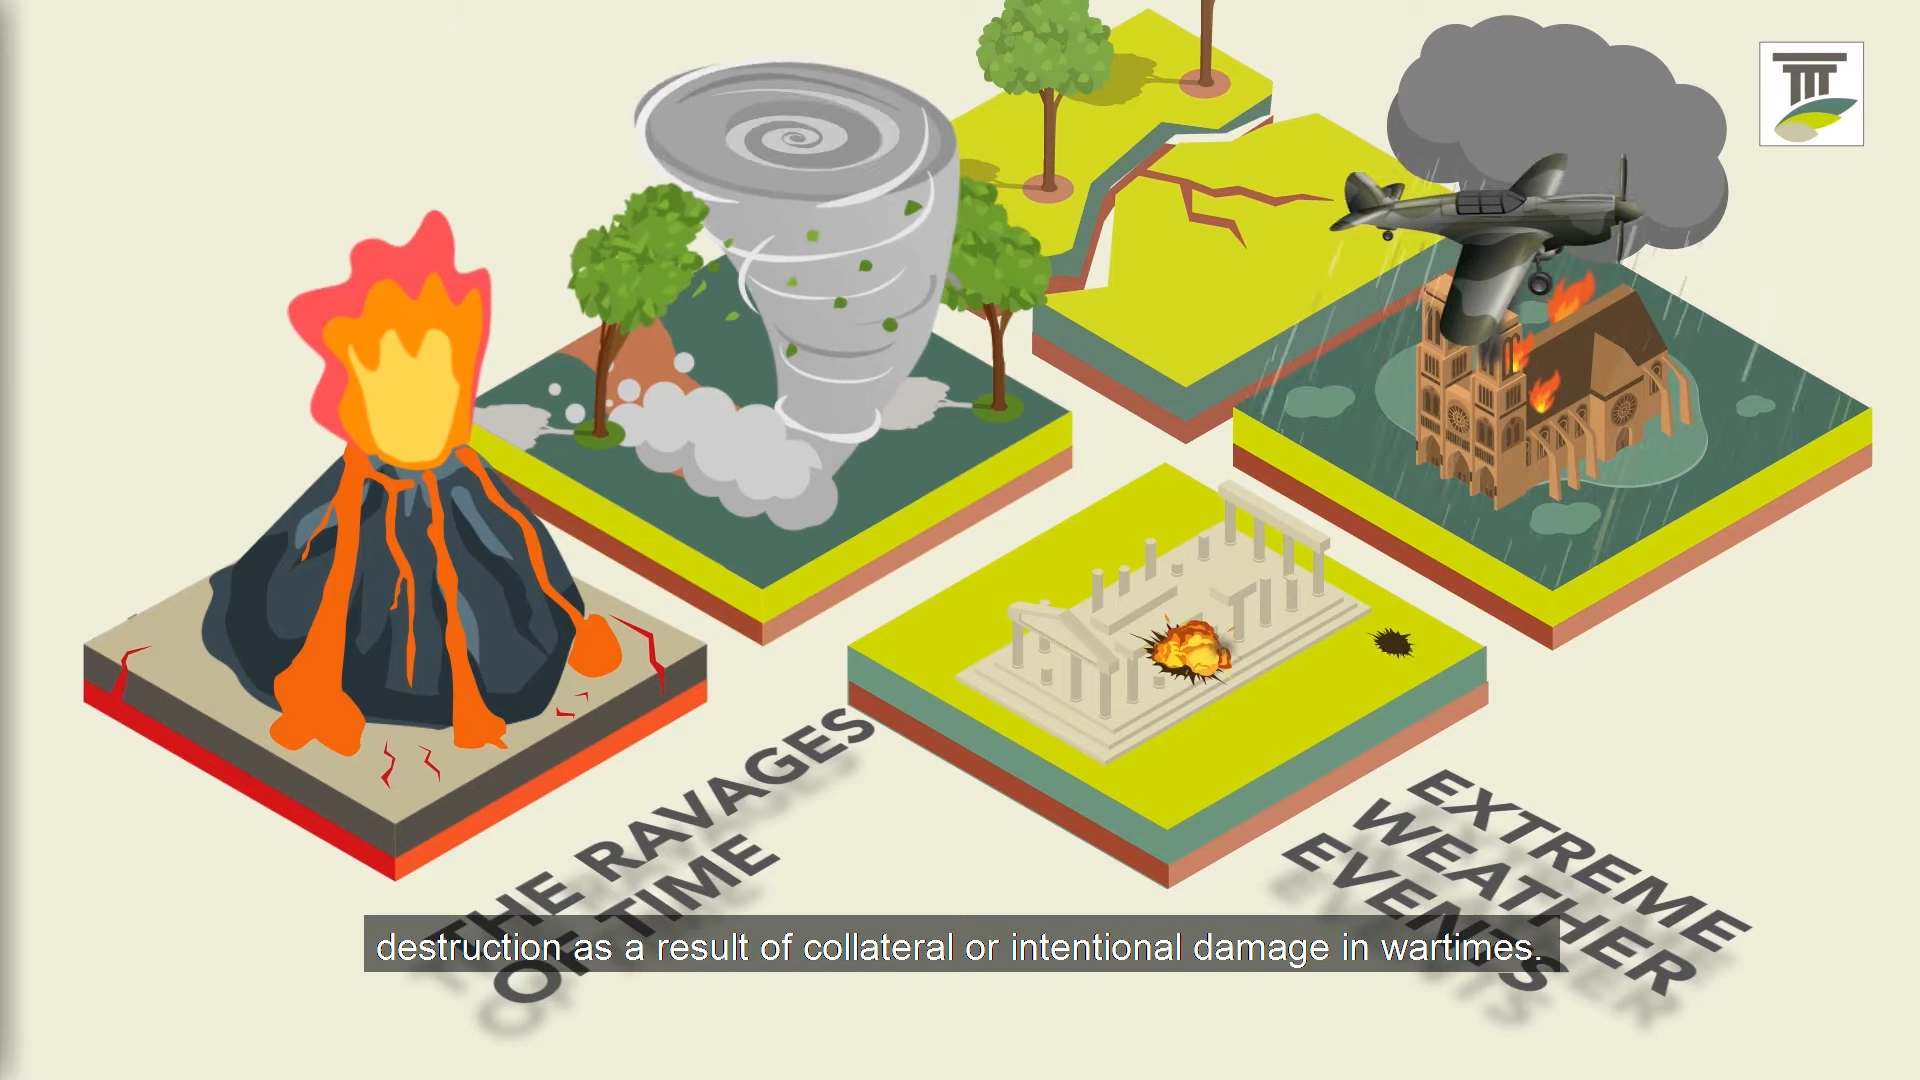 THE RAVAGES
OF TIME
EXTREME
WEATHER
EVENTS
destruction as a result of collateral or intentional damage in wartimes.